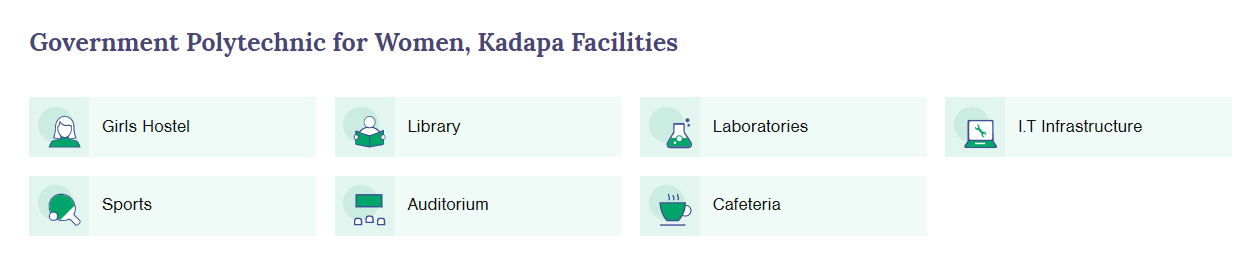 Government Polytechnic for Women, Kadapa Facilities
Girls Hostel
Library
Laboratories
I.T Infrastructure
Sports
Auditorium
Cafeteria